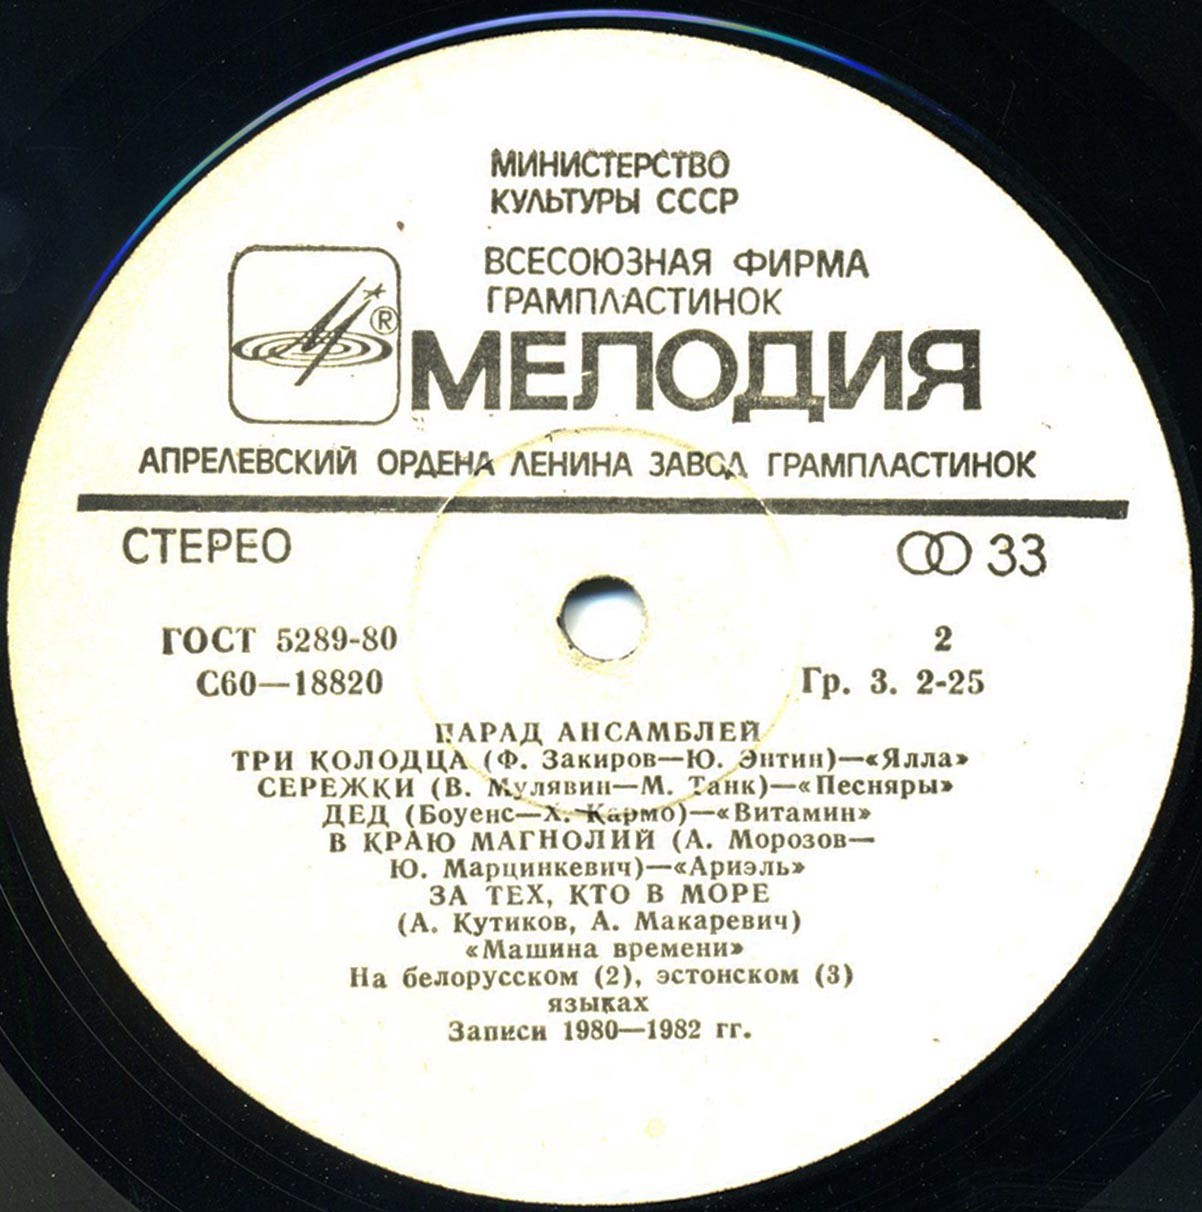 МИНИСТЕРСТВО
КУЛЬТУРЫ СССР
ВСЕСОЮЗНАЯ ФИРМА
ГРАМПЛАСТИНОК
®
МЕЛОДИЯ
АПРЕЛЕВСКИЙ ОРДЕНА ЛЕНИНА ЗАВОД ГРАМПЛАСТИНОК
СТЕРЕО
33
ГОСТ 5289-80
2
С60—18820
Гр. 3. 2-25
ПАРАД АНСАМБЛЕЙ
ТРИ КОЛОДЦА (Ф. Закиров—Ю. Энтин)—«Ялла»
СЕРЕЖКИ (В. Мулявин—М. Танк)—«Песняры»
ДЕД (Боуенс—Х. Кармо)—«Витамин»
В КРАЮ МАГНОЛИЙ (А. Морозов—
Ю. Марцинкевич)—«Ариэль»
ЗА ТЕХ, КТО В МОРЕ
(А. Кутиков, А. Макаревич)
«Машина времени»
На белорусском (2), эстонском (3)
языках
Записи 1980—1982 гг.